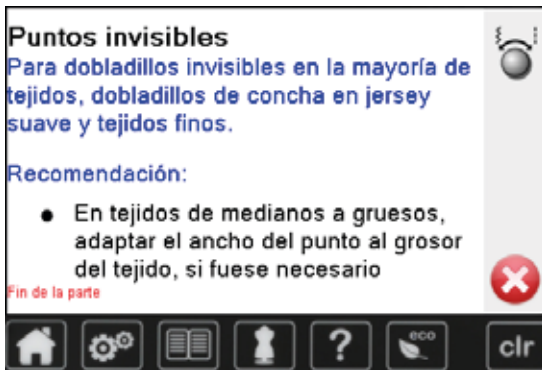 Puntos invisibles
Para dobladillos invisibles en la mayoría de
tejidos, dobladillos de concha en jersey
suave y tejidos finos.
Recomendación:
● En tejidos de medianos a gruesos,
adaptar el ancho del punto al grosor
del tejido, si fuese necesario
Fin de la parte
? eco clr